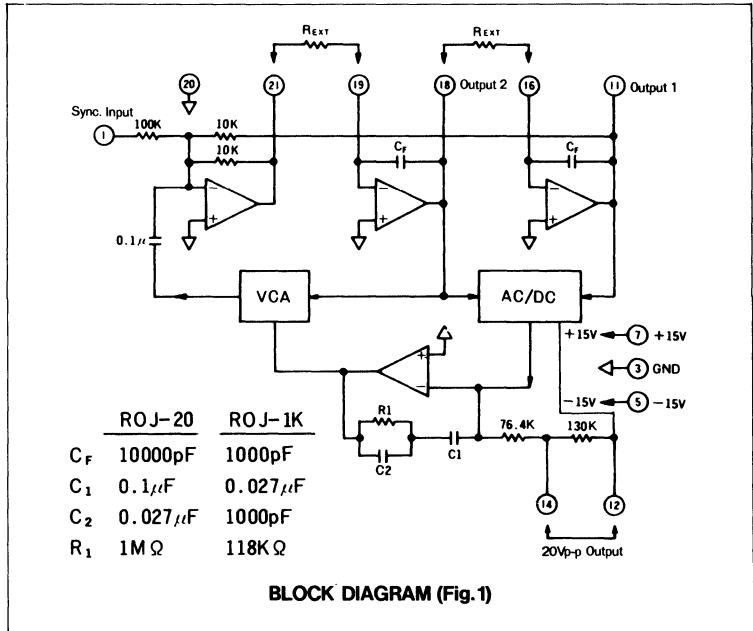 REXT REXT
20 21 19 18 Output 2 16 11 Output 1
Sync. Input
1 100K 10K
10K
CF CF
− − −
+ + +
0.1μ
VCA AC/DC
+15V 7 +15V
3 GND
−15V 5 −15V
+
−
R1
C2 C1 76.4K 130K
14 12
20Vp-p Output
ROJ-20 ROJ-1K
CF 10000pF 1000pF
C1 0.1μF 0.027μF
C2 0.027μF 1000pF
R1 1MΩ 118KΩ
BLOCK DIAGRAM (Fig.1)